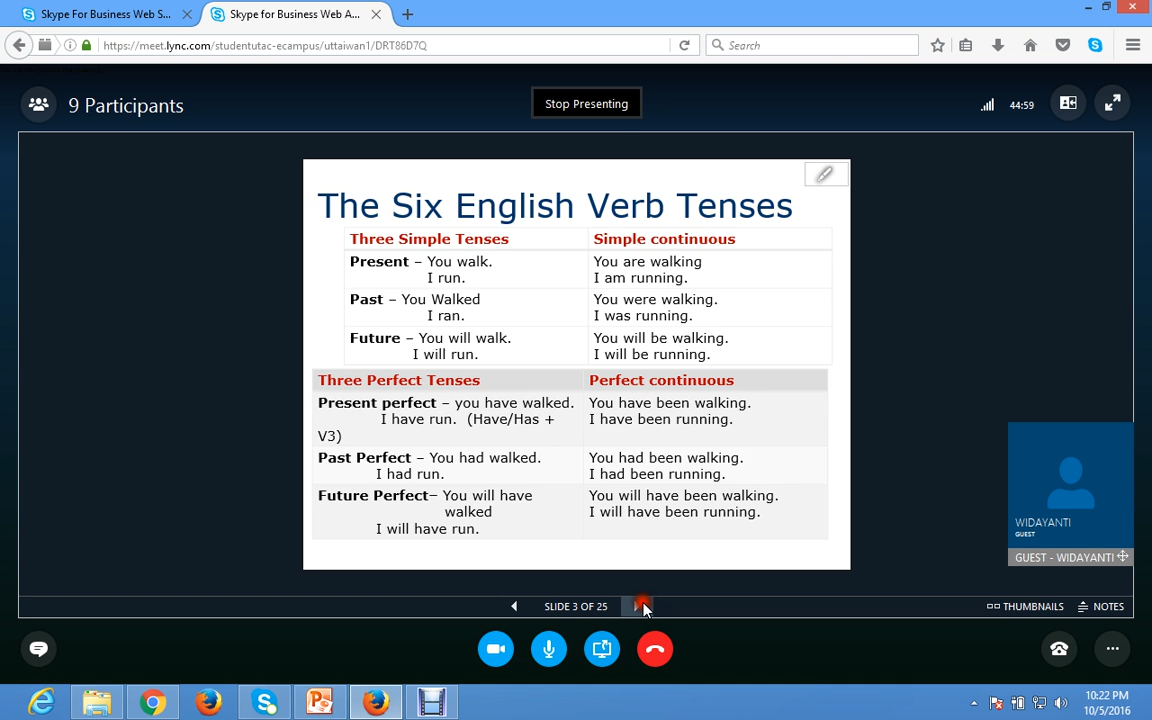 Skype For Business Web S...
Skype for Business Web A...
https://meet.lync.com/studentutac-ecampus/uttaiwan1/DRT86D7Q
Search
9 Participants
Stop Presenting
44:59
The Six English Verb Tenses
Three Simple Tenses Simple continuous
Present – You walk. You are walking
I run. I am running.
Past – You Walked You were walking.
I ran. I was running.
Future – You will walk. You will be walking.
I will run. I will be running.
Three Perfect Tenses Perfect continuous
Present perfect – you have walked. You have been walking.
I have run. (Have/Has + I have been running.
V3)
Past Perfect – You had walked. You had been walking.
I had run. I had been running.
Future Perfect– You will have You will have been walking.
walked I will have been running.
I will have run.
WIDAYANTI
GUEST
GUEST - WIDAYANTI
SLIDE 3 OF 25
THUMBNAILS
NOTES
10:22 PM
10/5/2016